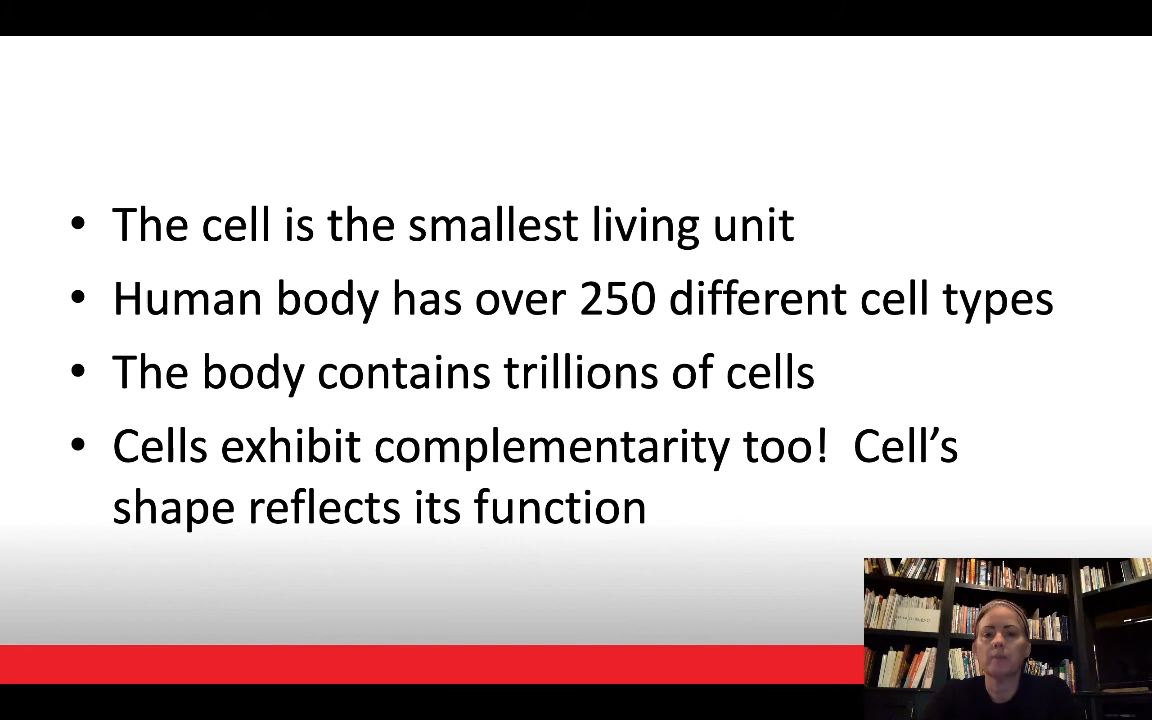 • The cell is the smallest living unit
• Human body has over 250 different cell types
• The body contains trillions of cells
• Cells exhibit complementarity too!  Cell’s
shape reflects its function